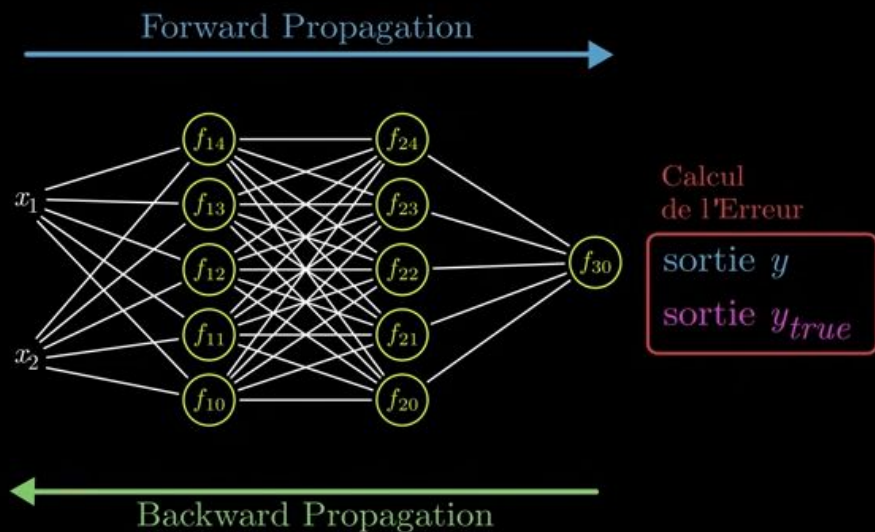 Forward Propagation
f14
f24
x1
f13
f23
Calcul
de l'Erreur
f12
f22
f30
sortie y
sortie y_true
f11
f21
x2
f10
f20
Backward Propagation